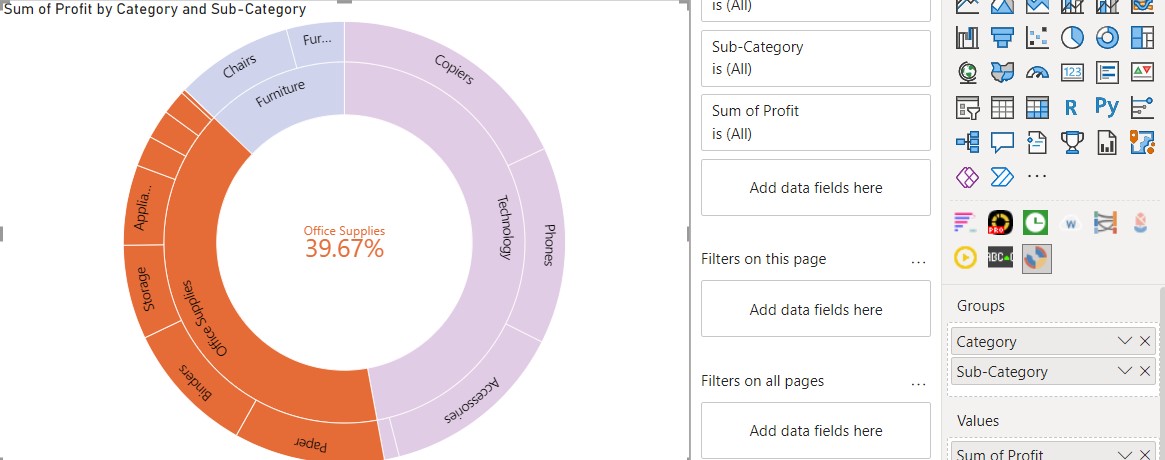 Sum of Profit by Category and Sub-Category
Fur...
Chairs
Furniture
Copiers
Technology
Phones
Accessories
Office Supplies
39.67%
Office Supplies
Applia...
Storage
Binders
Paper
is (All)
Sub-Category
is (All)
Sum of Profit
is (All)
Add data fields here
Filters on this page
...
Add data fields here
Filters on all pages
...
Add data fields here
123
R
Py
...
PRO
W
ABC
Groups
Category
Sub-Category
Values
Sum of Profit